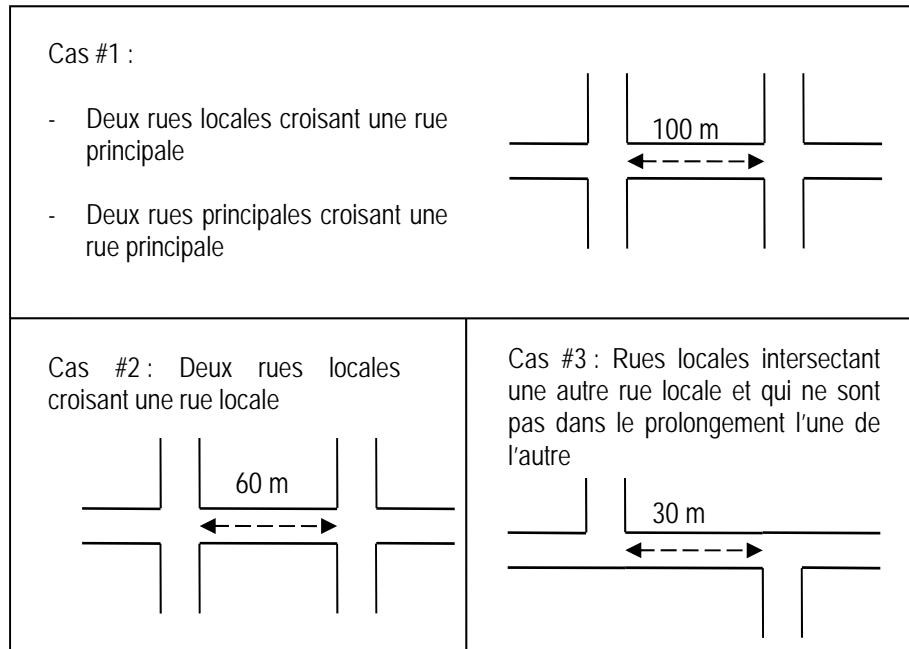 Cas #1 :
- Deux rues locales croisant une rue
principale
- Deux rues principales croisant une
rue principale
100 m
Cas #2 : Deux rues locales
croisant une rue locale
60 m
Cas #3 : Rues locales intersectant
une autre rue locale et qui ne sont
pas dans le prolongement l'une de
l'autre
30 m